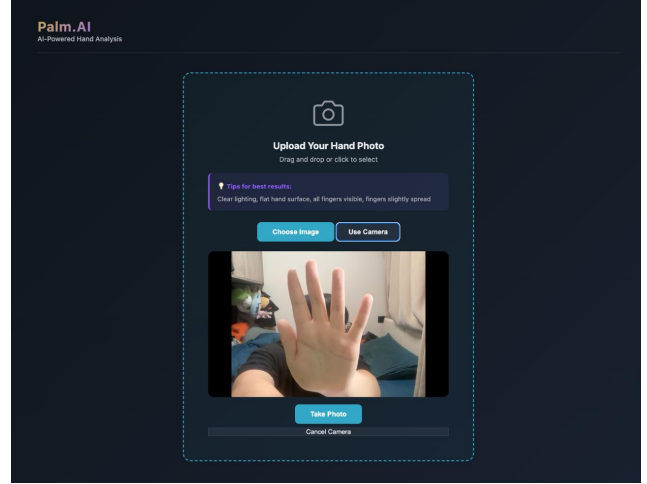 Palm.AI
AI-Powered Hand Analysis
Upload Your Hand Photo
Drag and drop or click to select
💡 Tips for best results:
Clear lighting, flat hand surface, all fingers visible, fingers slightly spread
Choose Image
Use Camera
Take Photo
Cancel Camera